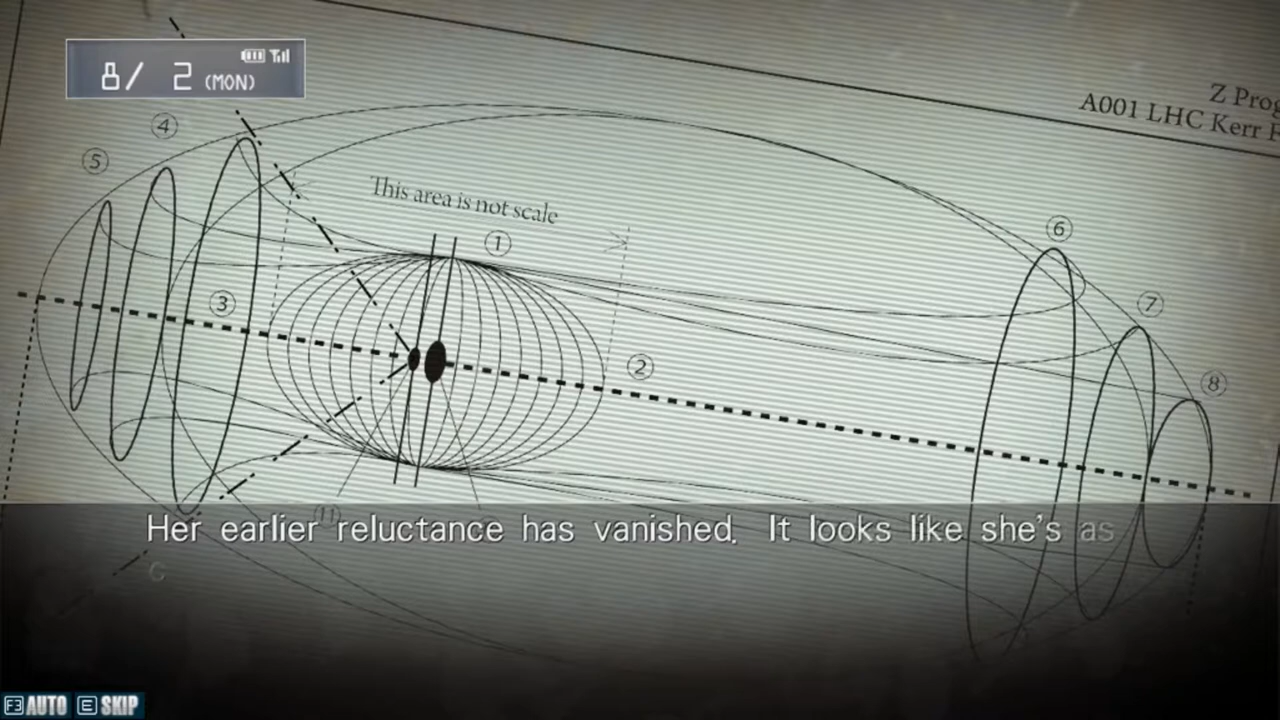 8/ 2 (MON)
Z Prog
A001 LHC Kerr F
④
⑤
This area is not scale
①
⑥
③
⑦
②
⑧
⑪
Her earlier reluctance has vanished. It looks like she's as
c
F3 AUTO E SKIP